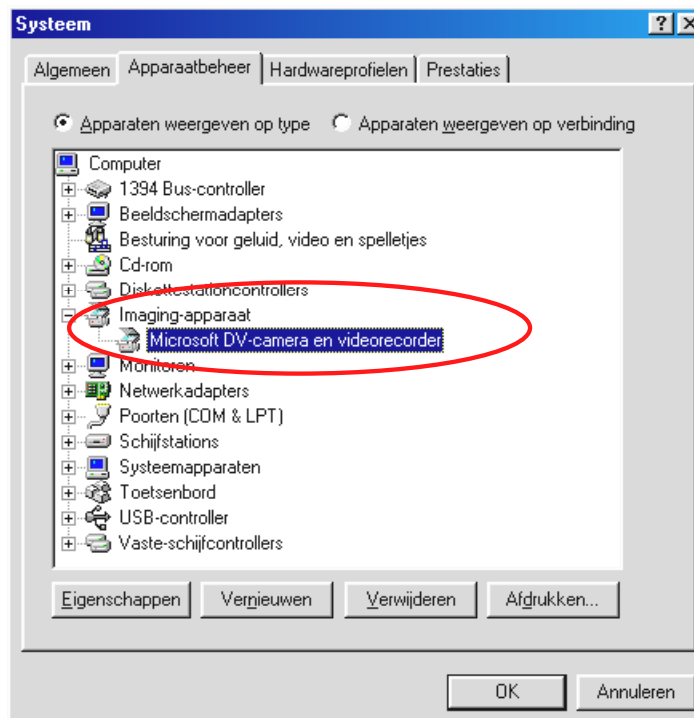 Systeem
Algemeen Apparaatbeheer Hardwareprofielen Prestaties
Apparaten weergeven op type Apparaten weergeven op verbinding
Computer
1394 Bus-controller
Beeldschermadapters
Besturing voor geluid, video en spelletjes
Cd-rom
Diskettestationcontrollers
Imaging-apparaat
Microsoft DV-camera en videorecorder
Monitoren
Netwerkadapters
Poorten (COM & LPT)
Schijfstations
Systeemapparaten
Toetsenbord
USB-controller
Vaste-schijfcontrollers
Eigenschappen Vernieuwen Verwijderen Afdrukken...
OK Annuleren